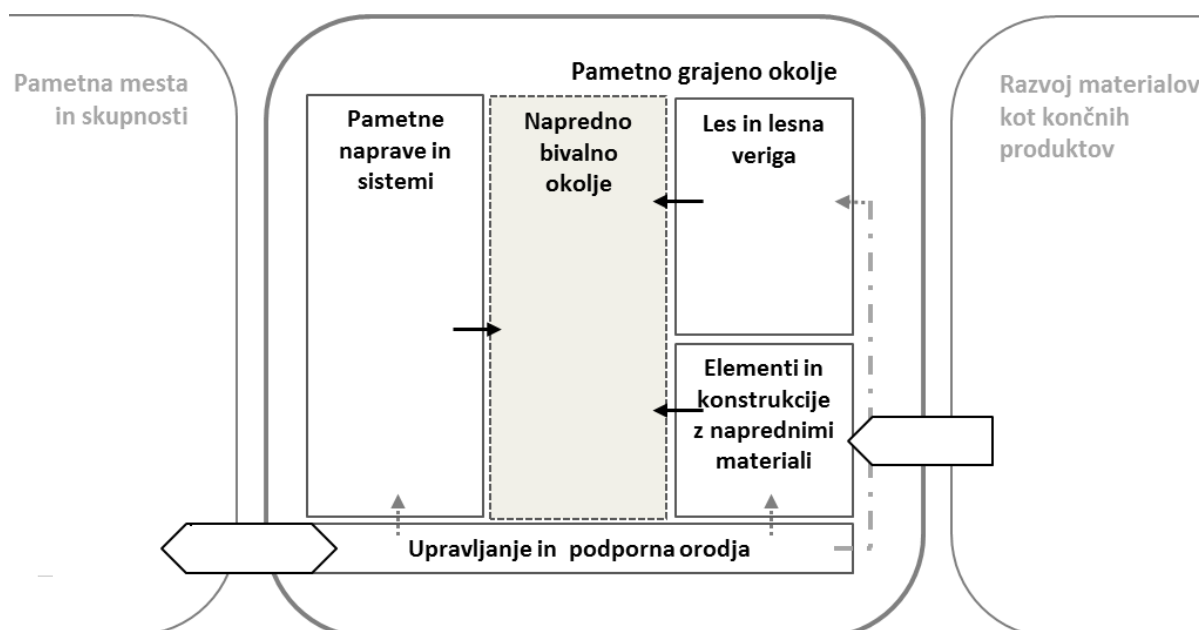 Pametna mesta
in skupnosti
Pametno grajeno okolje
Pametne
naprave in
sistemi
Napredno
bivalno
okolje
Les in lesna
veriga
Elementi in
konstrukcije
z naprednimi
materiali
Upravljanje in podporna orodja
Razvoj materialov
kot končnih
produktov